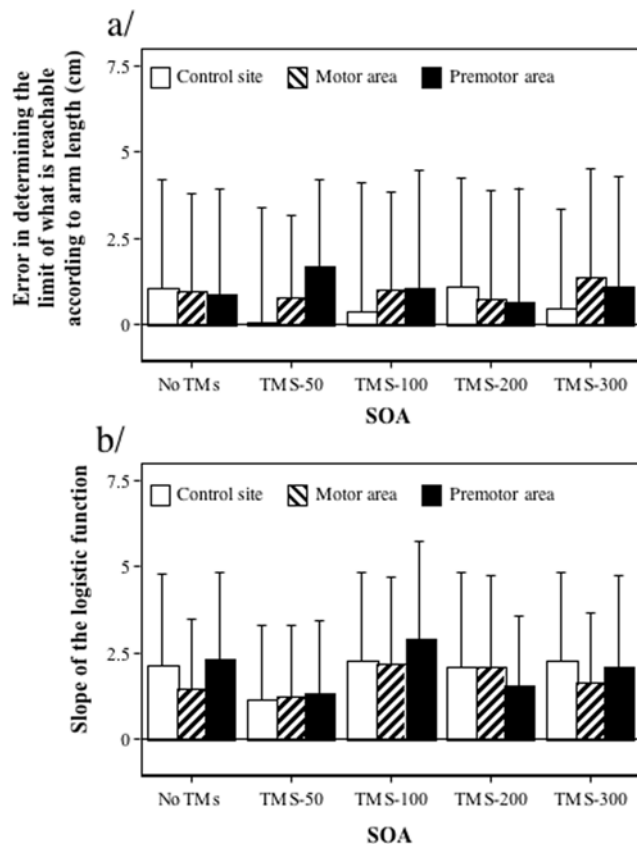 a/
Error in determining the
limit of what is reachable
according to arm length (cm)
7.5
5
2.5
0
Control site Motor area Premotor area
No TMs TMS-50 TMS-100 TMS-200 TMS-300
SOA
b/
Slope of the logistic function
7.5
5
2.5
0
Control site Motor area Premotor area
No TMs TMS-50 TMS-100 TMS-200 TMS-300
SOA